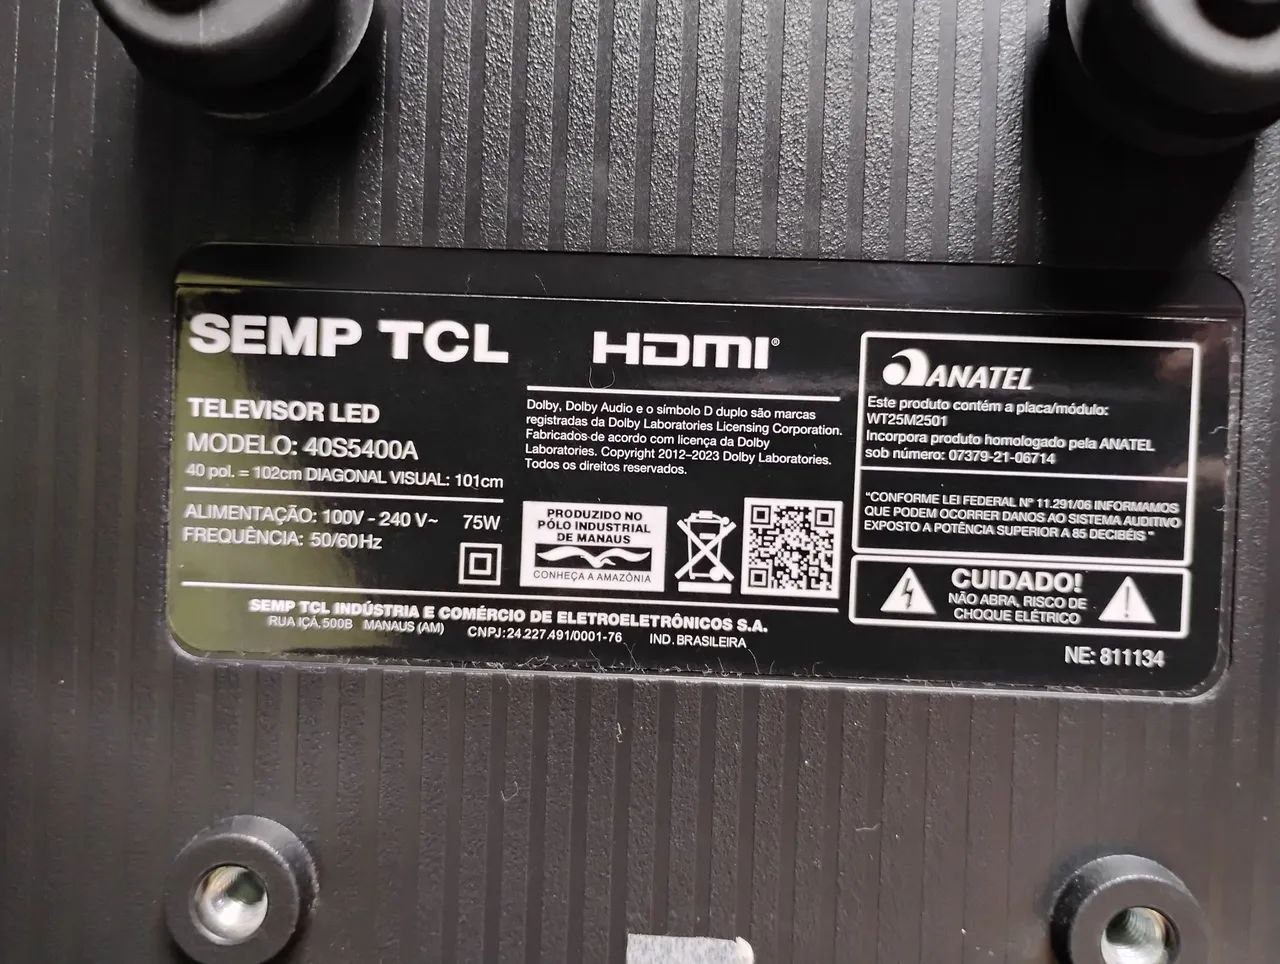 SEMP TCL
TELEVISOR LED
MODELO: 40S5400A
40 pol. = 102cm DIAGONAL VISUAL: 101cm
ALIMENTAÇÃO: 100V - 240 V~ 75W
FREQUÊNCIA: 50/60Hz
HDMI®
Dolby, Dolby Audio e o símbolo D duplo são marcas
registradas da Dolby Laboratories Licensing Corporation.
Fabricados de acordo com licença da Dolby
Laboratories. Copyright 2012–2023 Dolby Laboratories.
Todos os direitos reservados.
PRODUZIDO NO
PÓLO INDUSTRIAL
DE MANAUS
CONHEÇA A AMAZÔNIA
SEMP TCL INDÚSTRIA E COMÉRCIO DE ELETROELETRÔNICOS S.A.
RUA IÇÁ, 500B MANAUS (AM) CNPJ: 24.227.491/0001-76 IND. BRASILEIRA
ANATEL
Este produto contém a placa/módulo:
WT25M2501
Incorpora produto homologado pela ANATEL
sob número: 07379-21-06714
"CONFORME LEI FEDERAL Nº 11.291/06 INFORMAMOS
QUE PODEM OCORRER DANOS AO SISTEMA AUDITIVO
EXPOSTO A POTÊNCIA SUPERIOR A 85 DECIBÉIS "
CUIDADO!
NÃO ABRA, RISCO DE
CHOQUE ELÉTRICO
NE: 811134